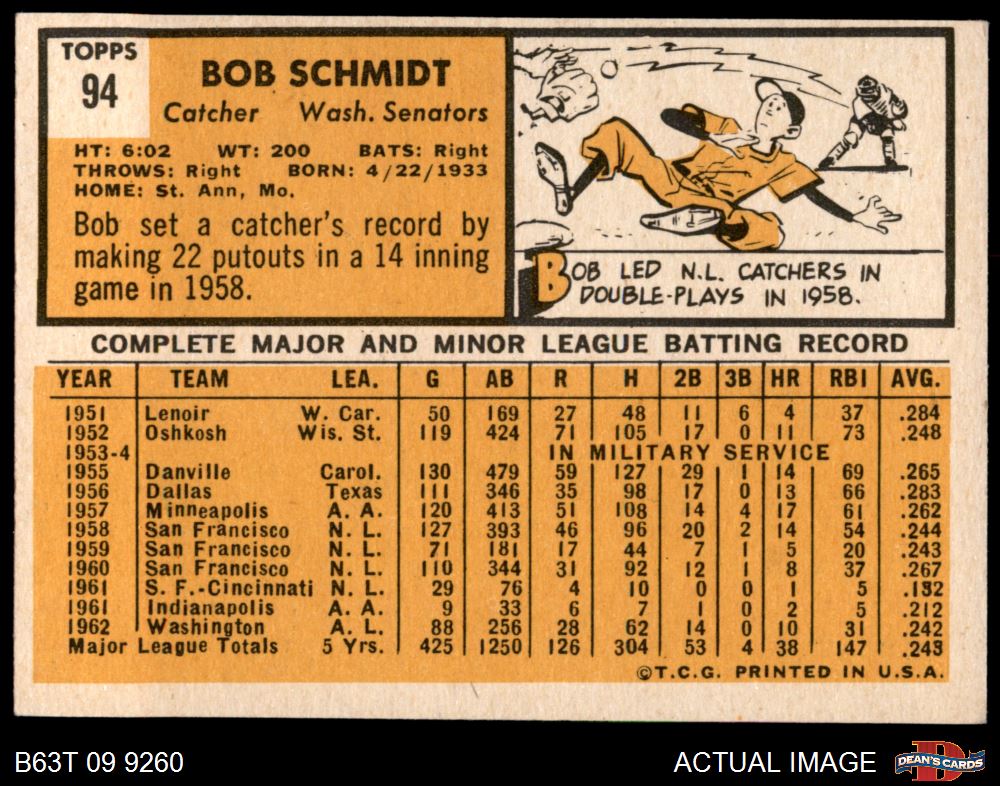 TOPPS
94
BOB SCHMIDT
Catcher Wash. Senators
HT: 6:02 WT: 200 BATS: Right
THROWS: Right BORN: 4/22/1933
HOME: St. Ann, Mo.
Bob set a catcher's record by
making 22 putouts in a 14 inning
game in 1958.
BOB LED N.L. CATCHERS IN
DOUBLE-PLAYS IN 1958.
COMPLETE MAJOR AND MINOR LEAGUE BATTING RECORD
YEAR TEAM LEA. G AB R H 2B 3B HR RBI AVG.
1951 Lenoir W. Car. 50 169 27 48 11 6 4 37 .284
1952 Oshkosh Wis. St. 119 424 71 105 17 0 11 73 .248
1953-4 IN MILITARY SERVICE
1955 Danville Carol. 130 479 59 127 29 1 14 69 .265
1956 Dallas Texas 111 346 35 98 17 0 13 66 .283
1957 Minneapolis A. A. 120 413 51 108 14 4 17 61 .262
1958 San Francisco N. L. 127 393 46 96 20 2 14 54 .244
1959 San Francisco N. L. 71 181 17 44 7 1 5 20 .243
1960 San Francisco N. L. 110 344 31 92 12 1 8 37 .267
1961 S. F.-Cincinnati N. L. 29 76 4 10 0 0 1 5 .132
1961 Indianapolis A. A. 9 33 6 7 1 0 2 5 .212
1962 Washington A. L. 88 256 28 62 14 0 10 31 .242
Major League Totals 5 Yrs. 425 1250 126 304 53 4 38 147 .243
©T.C.G. PRINTED IN U.S.A.
B63T 09 9260
ACTUAL IMAGE
DEAN'S CARDS